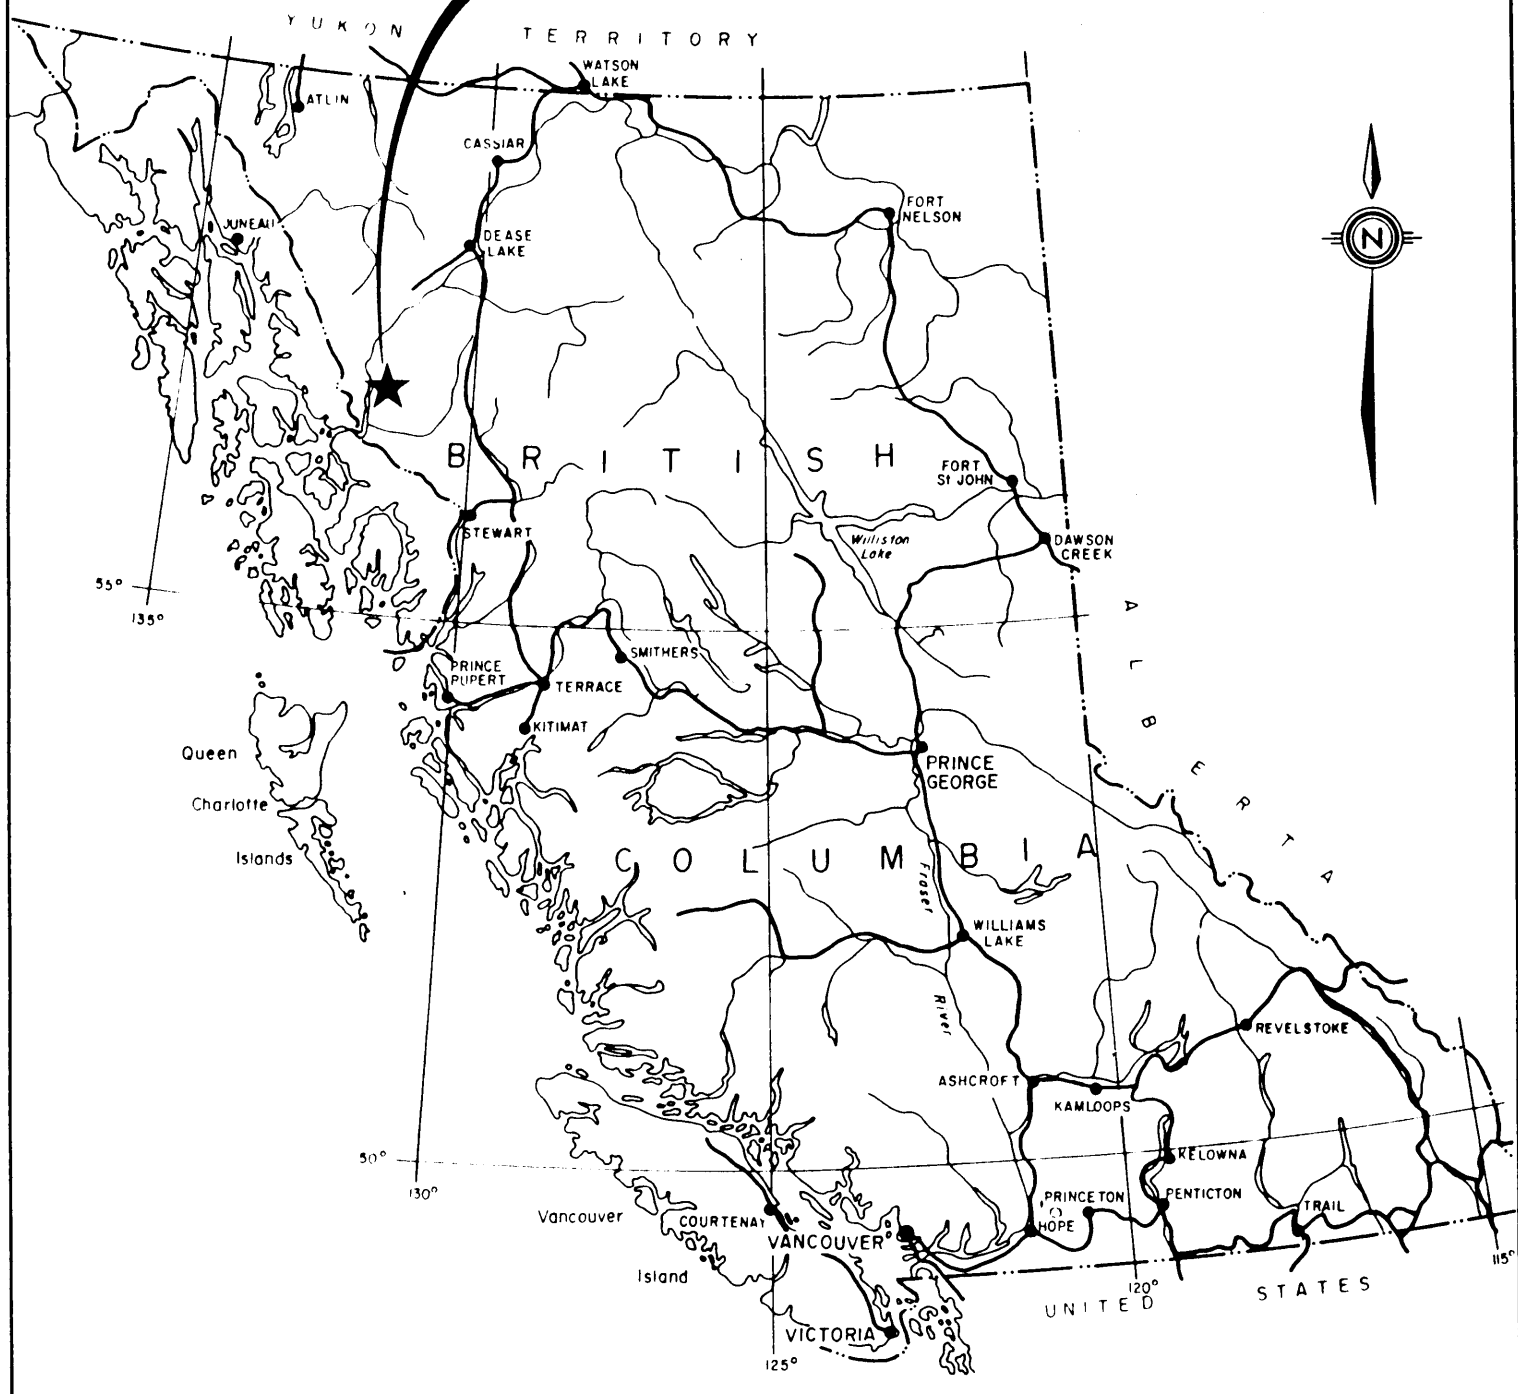 YUKON TERRITORY
WATSON
LAKE
ATLIN
CASSIAR
FORT
NELSON
JUNEAU
DEASE
LAKE
N
BRITISH
FORT
St JOHN
STEWART
Williston
Lake
DAWSON
CREEK
55°
135°
ALBERTA
SMITHERS
PRINCE
RUPERT
TERRACE
KITIMAT
Queen
Charlotte
Islands
PRINCE
GEORGE
COLUMBIA
Fraser
River
WILLIAMS
LAKE
REVELSTOKE
ASHCROFT
KAMLOOPS
50°
130°
KELOWNA
PENTICTON
PRINCETON
HOPE
TRAIL
Vancouver
Island
COURTENAY
VANCOUVER
VICTORIA
125°
120°
115°
UNITED STATES